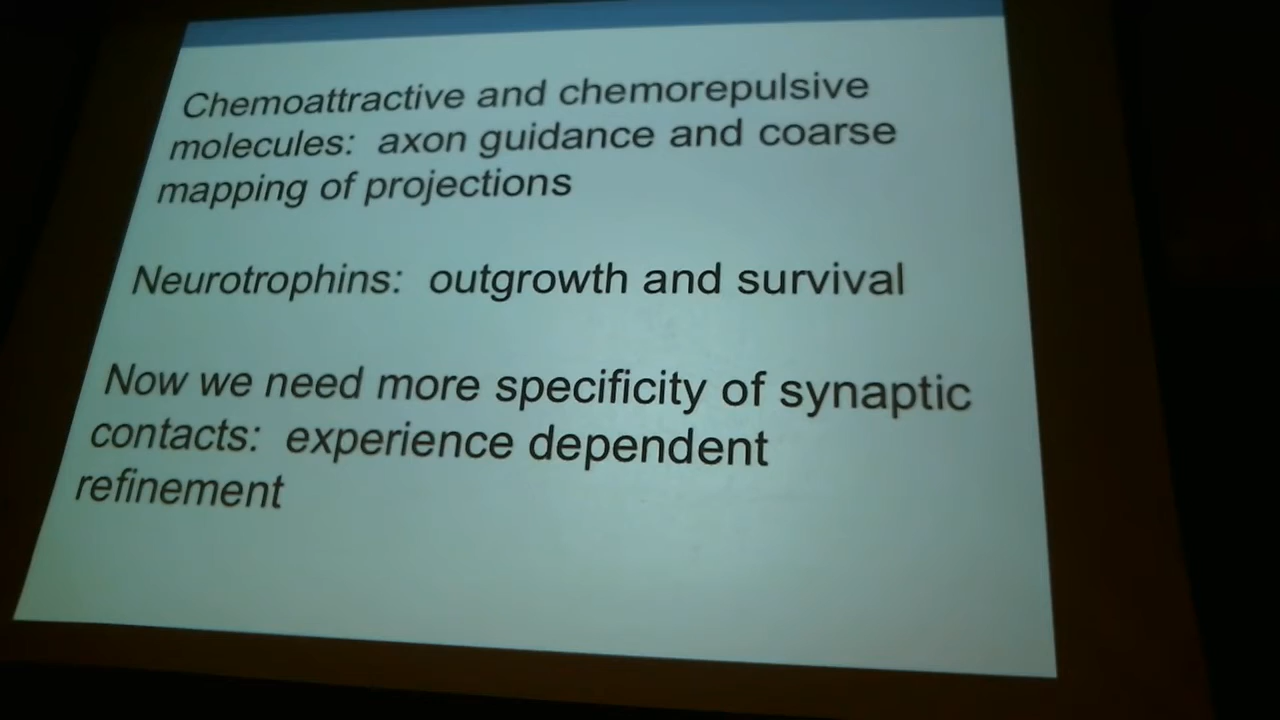 Chemoattractive and chemorepulsive
molecules: axon guidance and coarse
mapping of projections
Neurotrophins: outgrowth and survival
Now we need more specificity of synaptic
contacts: experience dependent
refinement